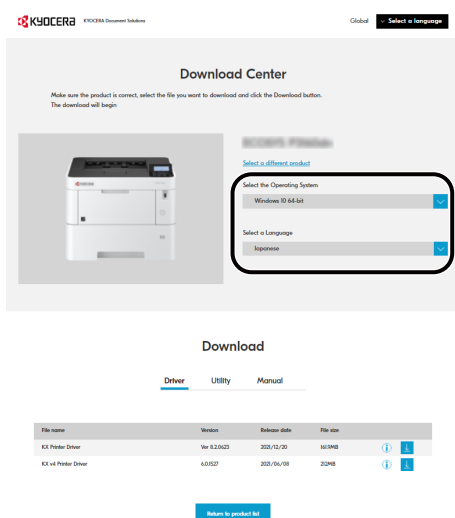 KYOCERA KYOCERA Document Solutions Global Select a language
Download Center
Make sure the product is correct, select the file you want to download and click the Download button.
The download will begin
Select a different product
Select the Operating System
Windows 10 64-bit
Select a Language
Japanese
Download
Driver Utility Manual
File name Version Release date File size
KX Printer Driver Ver 8.2.0623 2021/12/20 161.9MB
KX v4 Printer Driver 6.0.1527 2021/06/08 212MB
Return to product list